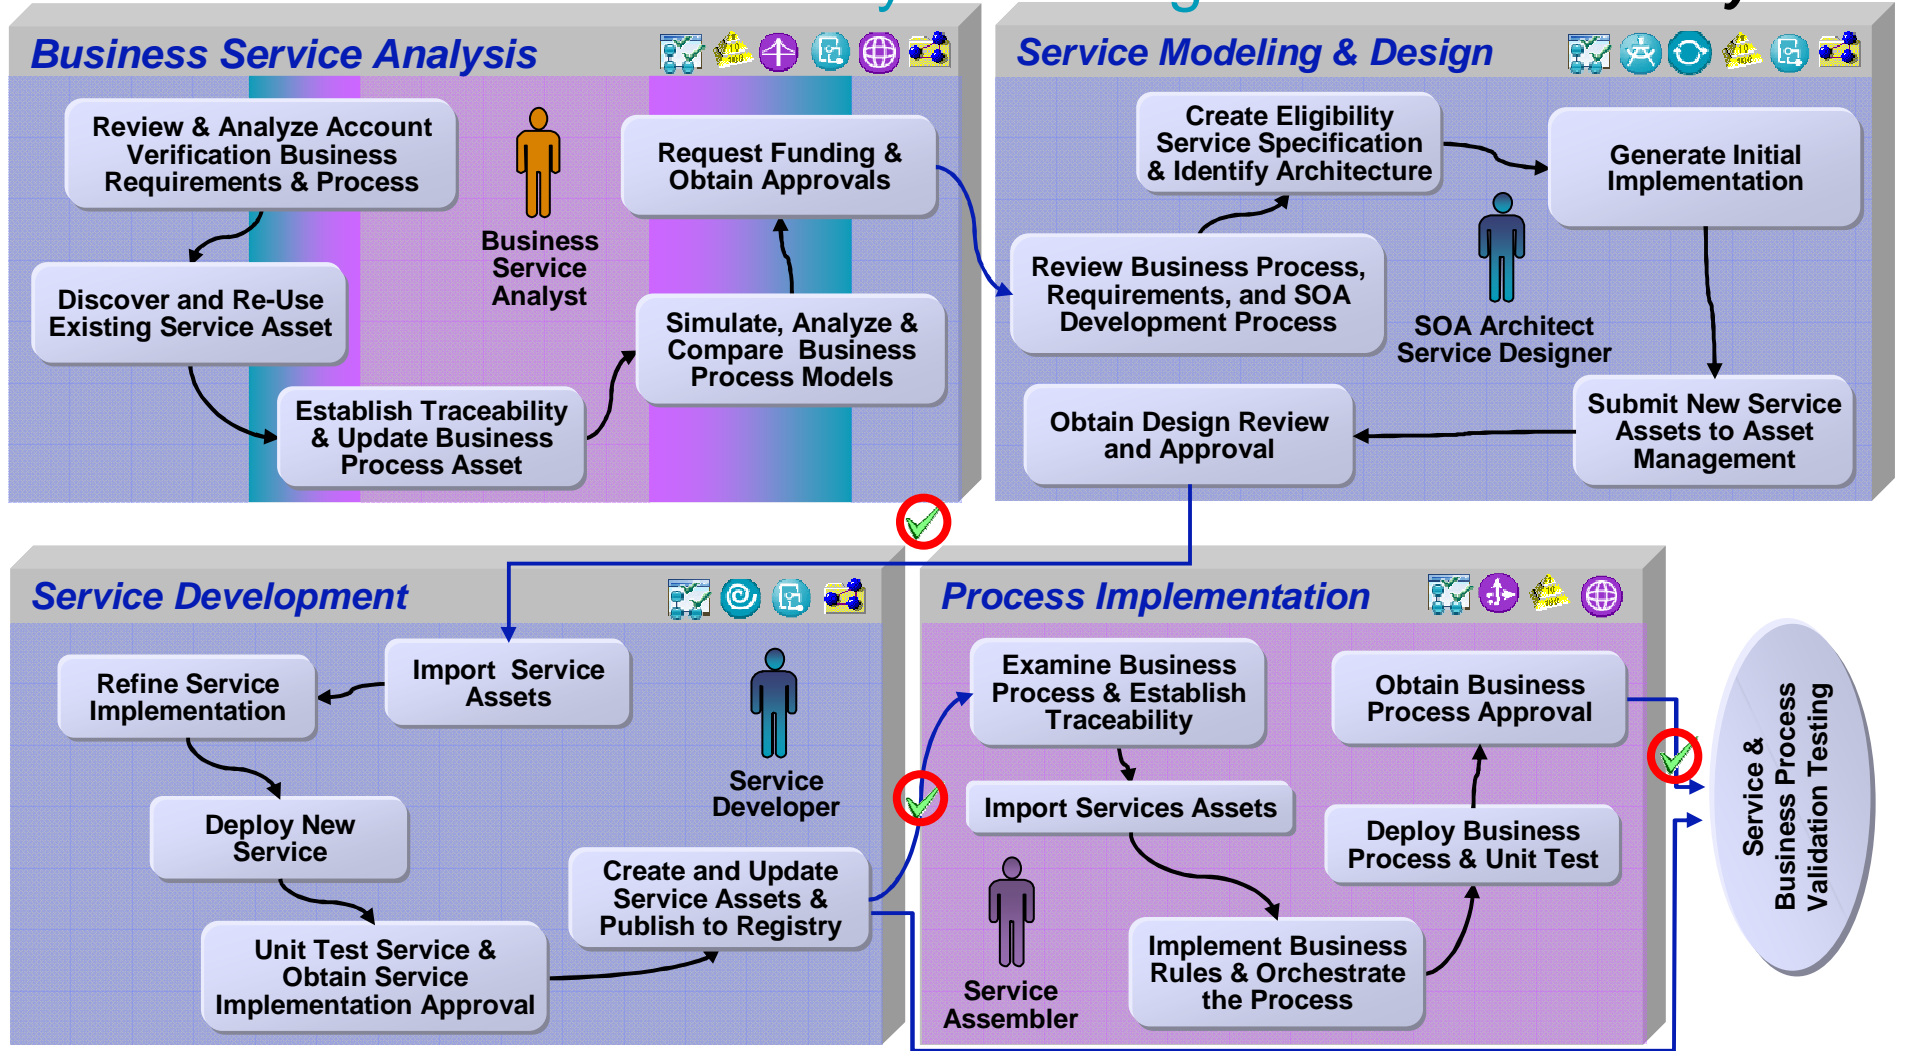 Business Service Analysis
Review & Analyze Account
Verification Business
Requirements & Process
Discover and Re-Use
Existing Service Asset
Establish Traceability
& Update Business
Process Asset
Business
Service
Analyst
Simulate, Analyze &
Compare Business
Process Models
Request Funding &
Obtain Approvals
Service Modeling & Design
Review Business Process,
Requirements, and SOA
Development Process
Create Eligibility
Service Specification
& Identify Architecture
Generate Initial
Implementation
SOA Architect
Service Designer
Submit New Service
Assets to Asset
Management
Obtain Design Review
and Approval
Service Development
Import Service
Assets
Refine Service
Implementation
Deploy New
Service
Unit Test Service &
Obtain Service
Implementation Approval
Service
Developer
Create and Update
Service Assets &
Publish to Registry
Process Implementation
Examine Business
Process & Establish
Traceability
Import Services Assets
Service
Assembler
Implement Business
Rules & Orchestrate
the Process
Deploy Business
Process & Unit Test
Obtain Business
Process Approval
Service &
Business Process
Validation Testing